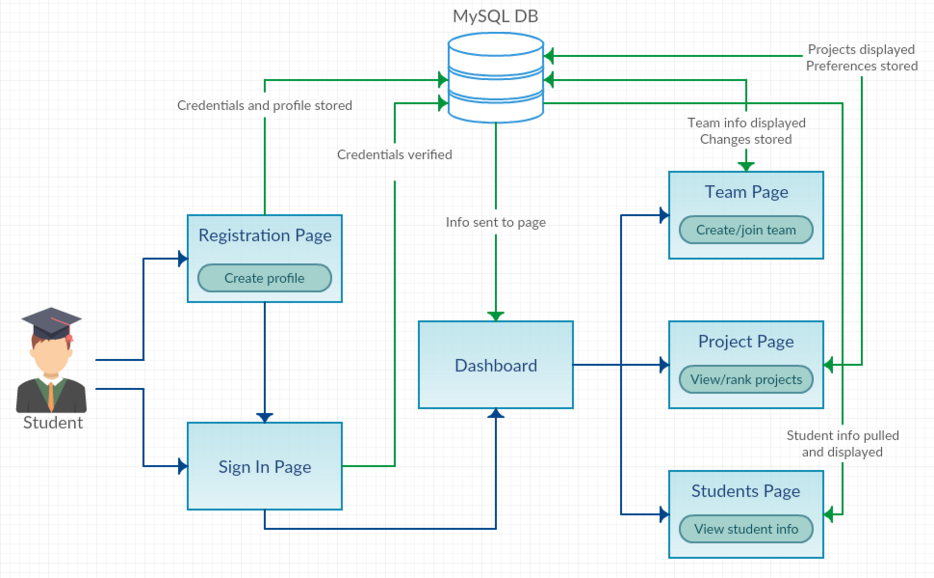 MySQL DB
Projects displayed
Preferences stored
Credentials and profile stored
Team info displayed
Changes stored
Credentials verified
Team Page
Create/join team
Info sent to page
Registration Page
Create profile
Project Page
View/rank projects
Dashboard
Student
Student info pulled
and displayed
Sign In Page
Students Page
View student info